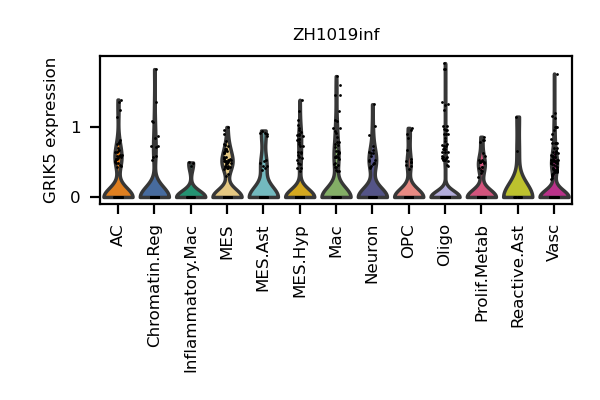 ZH1019inf
GRIK5 expression
1
0
AC
Chromatin.Reg
Inflammatory.Mac
MES
MES.Ast
MES.Hyp
Mac
Neuron
OPC
Oligo
Prolif.Metab
Reactive.Ast
Vasc